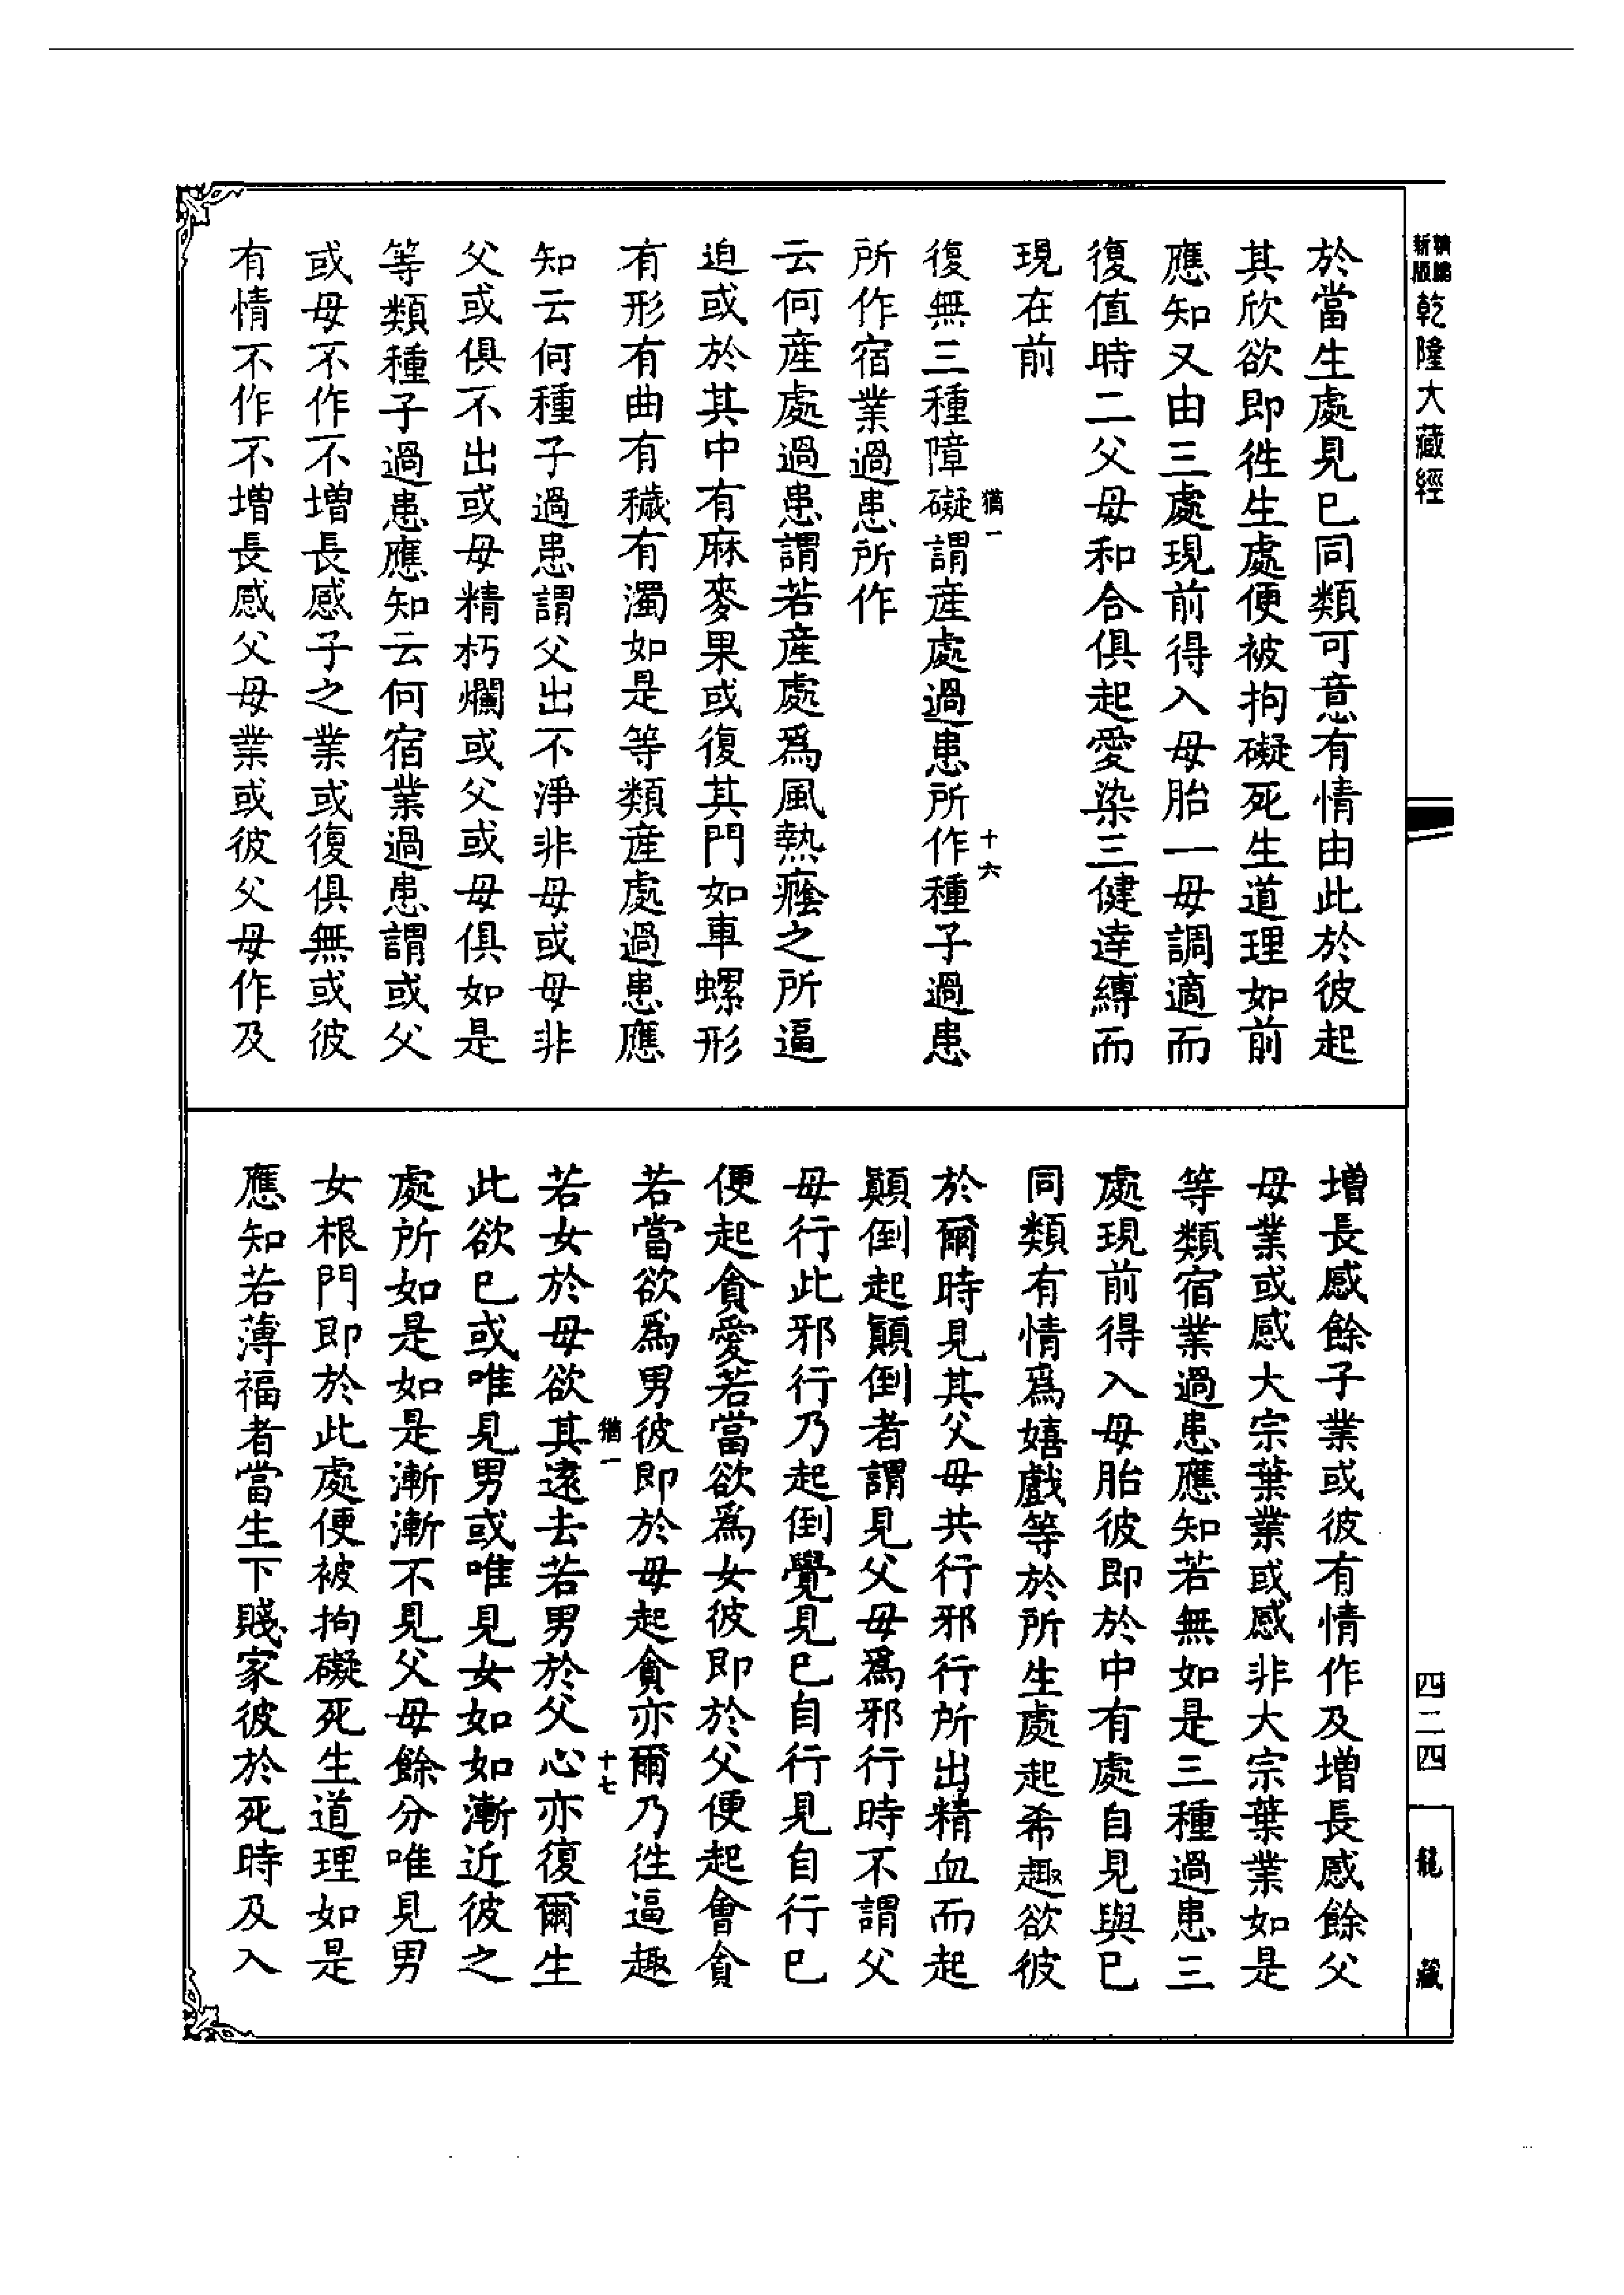 新版
精編
乾隆大藏經
於當生處見巳同類可意有情由此於彼起
其欣欲即徃生處便被拘礙死生道理如前
應知又由三處現前得入母胎一母調適而
復值時二父母和合俱起愛染三健達縛而
現在前
猶一
十六
復無三種障礙謂産處過患所作種子過患
所作宿業過患所作
云何産處過患謂若産處爲風熱癊之所逼
迫或於其中有麻麥果或復其門如車螺形
有形有曲有穢有濁如是等類産處過患應
知云何種子過患謂父出不淨非母或母非
父或俱不出或母精朽爛或父或母俱如是
等類種子過患應知云何宿業過患謂或父
或母不作不增長感子之業或復俱無或彼
有情不作不增長感父母業或彼父母作及
增長感餘子業或彼有情作及增長感餘父
母業或感大宗葉業或感非大宗葉業如是
等類宿業過患應知若無如是三種過患三
處現前得入母胎彼即於中有處自見與巳
同類有情爲嬉戲等於所生處起希趣欲彼
於爾時見其父母共行邪行所出精血而起
顛倒起顛倒者謂見父母爲邪行時不謂父
母行此邪行乃起倒覺見巳自行見自行巳
便起貪愛若當欲爲女彼即於父便起會貪
若當欲爲男彼即於母起貪亦爾乃徃逼趣
猶一
十七
若女於母欲其遠去若男於父心亦復爾生
此欲巳或唯見男或唯見女如如漸近彼之
處所如是如是漸漸不見父母餘分唯見男
女根門即於此處便被拘礙死生道理如是
應知若薄福者當生下賤家彼於死時及入
四二四
龍藏